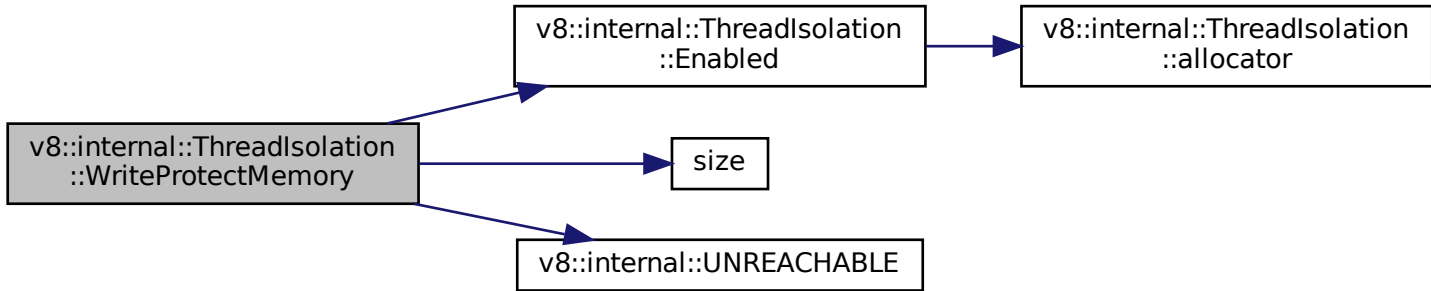 v8::internal::ThreadIsolation
::WriteProtectMemory
v8::internal::ThreadIsolation
::Enabled
v8::internal::ThreadIsolation
::allocator
size
v8::internal::UNREACHABLE